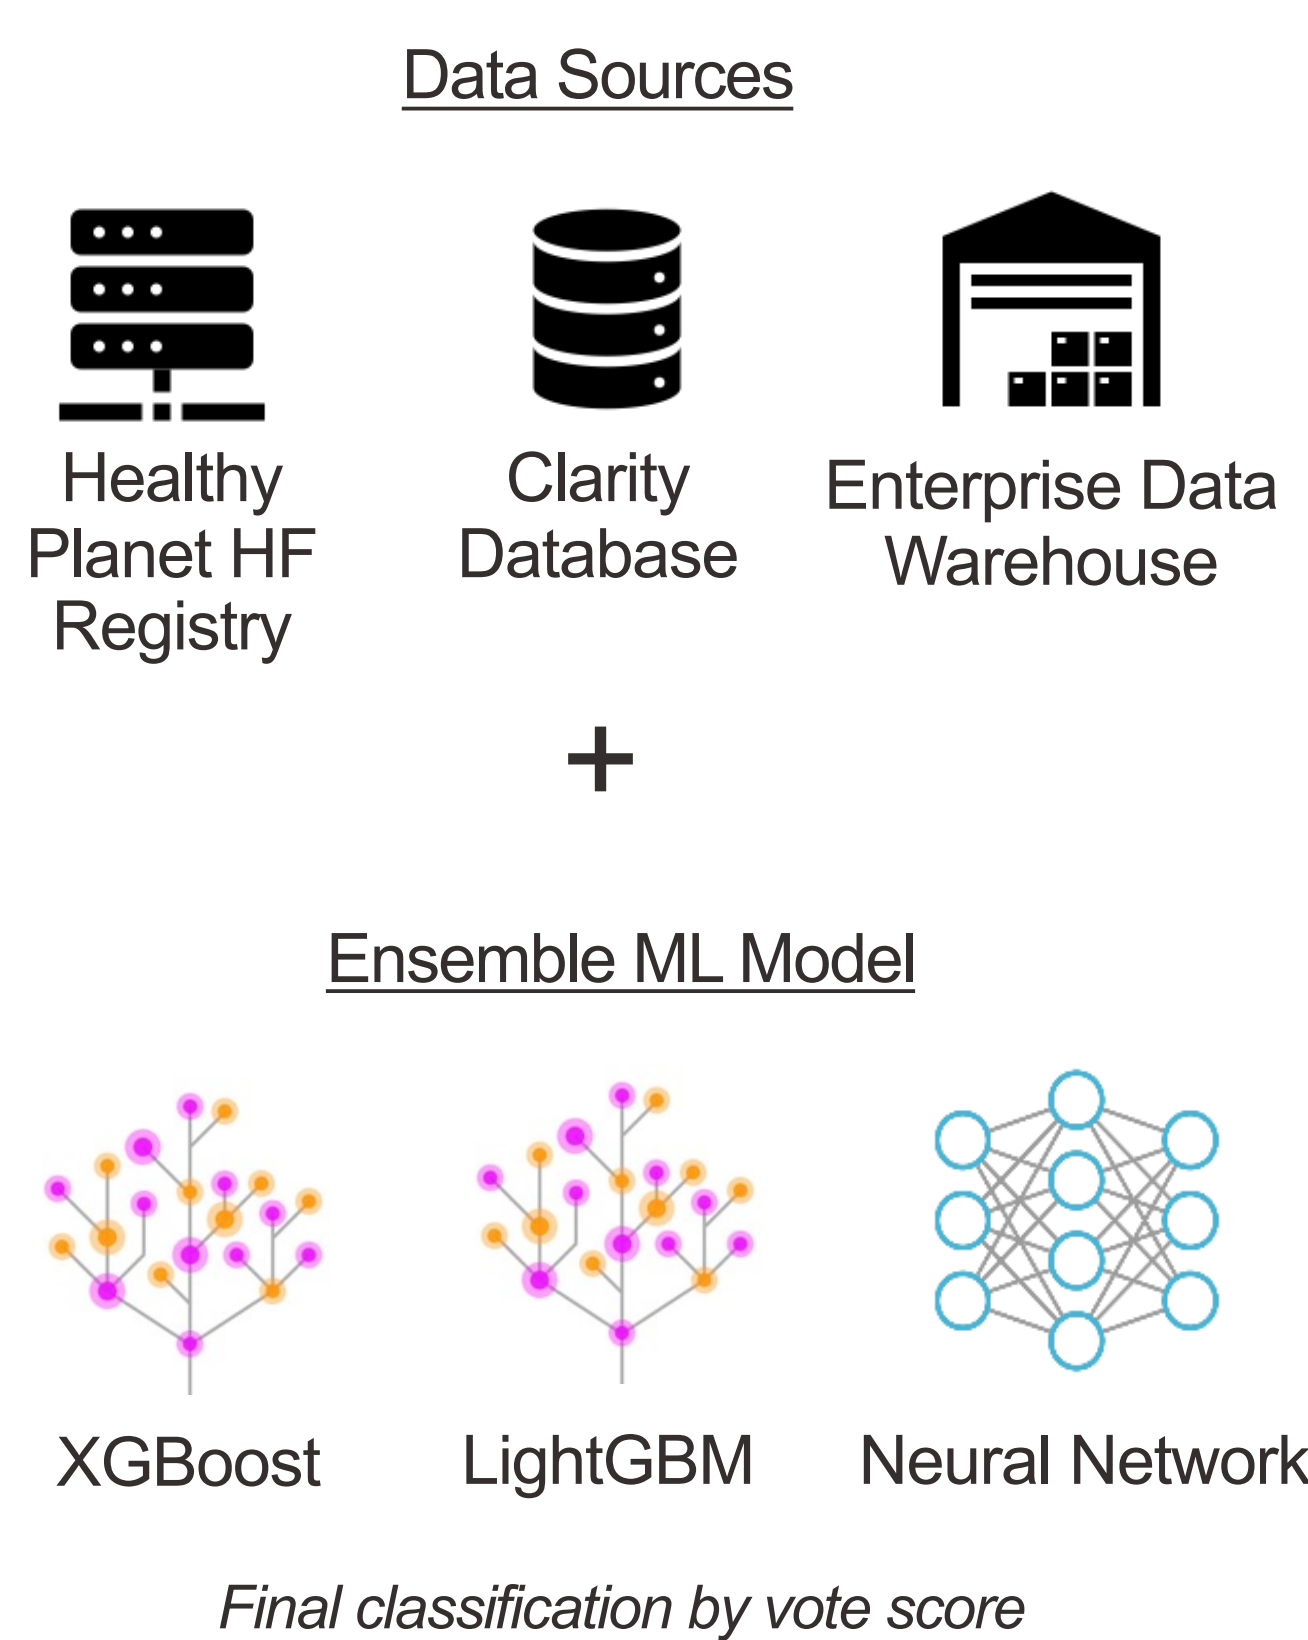 Data Sources
Healthy
Planet HF
Registry
Clarity
Database
Enterprise Data
Warehouse
+
Ensemble ML Model
XGBoost
LightGBM
Neural Network
Final classification by vote score